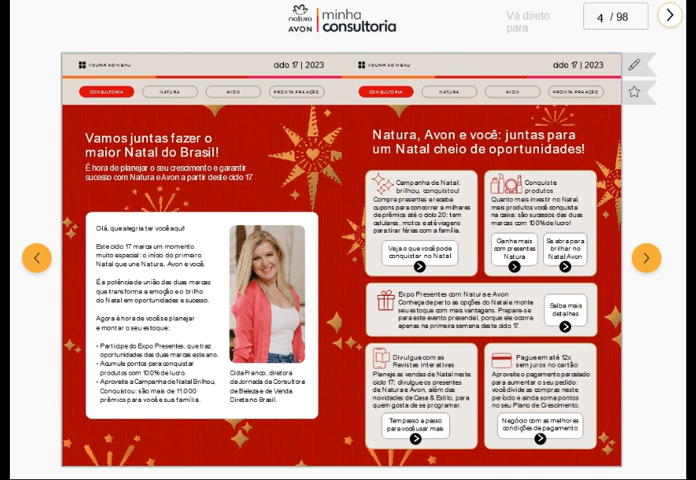 natura
AVON
minha
consultoria
Vá direto
para
4 / 98
VOLTAR AO MENU
ciclo 17 | 2023
CONSULTORIA
NATURA
AVON
PRONTA PRA AÇÃO
Vamos juntas fazer o
maior Natal do Brasil!
É hora de planejar o seu crescimento e garantir
sucesso com Natura e Avon a partir deste ciclo 17
Olá, que alegria ter você aqui!
Este ciclo 17 marca um momento
muito especial: o início do primeiro
Natal que une Natura, Avon e você.
É a potência da união das duas marcas
que transforma a emoção e o brilho
do Natal em oportunidades e sucesso.
Agora é hora de você se planejar
e montar o seu estoque:
• Participe do Expo Presentes, que traz
oportunidades das duas marcas este ano.
• Acumule pontos para conquistar
produtos com 100% de lucro.
• Aproveite a Campanha de Natal Brilhou,
Conquistou: são mais de 11.000
prêmios para você e sua família.
Cida Franco, diretora
da Jornada da Consultora
de Beleza e de Venda
Direta no Brasil.
VOLTAR AO MENU
ciclo 17 | 2023
CONSULTORIA
NATURA
AVON
PRONTA PRA AÇÃO
Natura, Avon e você: juntas para
um Natal cheio de oportunidades!
Campanha de Natal:
brilhou, conquistou!
Compre presentes e receba
cupons para concorrer a milhares
de prêmios até o ciclo 20: tem
celulares, motos e até viagens
para tirar férias com a família.
Veja o que você pode
conquistar no Natal
Conquiste
produtos
Quanto mais investir no Natal,
mais produtos você conquista
na caixa: são sucessos das duas
marcas com 100% de lucro!
Ganhe mais
com presentes
Natura
Se abra para
brilhar no
Natal Avon
Expo Presentes com Natura e Avon
Conheça de perto as opções do Natal e monte
seu estoque com mais vantagens. Prepare-se
para este evento presencial, porque ele ocorre
apenas na primeira semana deste ciclo 17.
Saiba mais
detalhes
Divulgue com as
Revistas interativas
Planeje as vendas de Natal neste
ciclo 17: divulgue os presentes
de Natura e Avon, além das
novidades de Casa & Estilo, para
quem gosta de se programar.
Tem passo a passo
para você usar mais
Pague em até 12x
sem juros no cartão
Aproveite o pagamento parcelado
para aumentar o seu pedido:
você divide as compras neste
período e ainda soma pontos
no seu Plano de Crescimento.
Negócio com as melhores
condições de pagamento